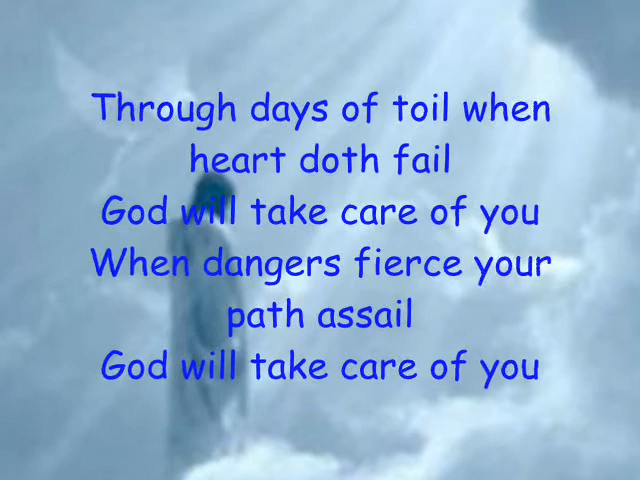 Through days of toil when
heart doth fail
God will take care of you
When dangers fierce your
path assail
God will take care of you